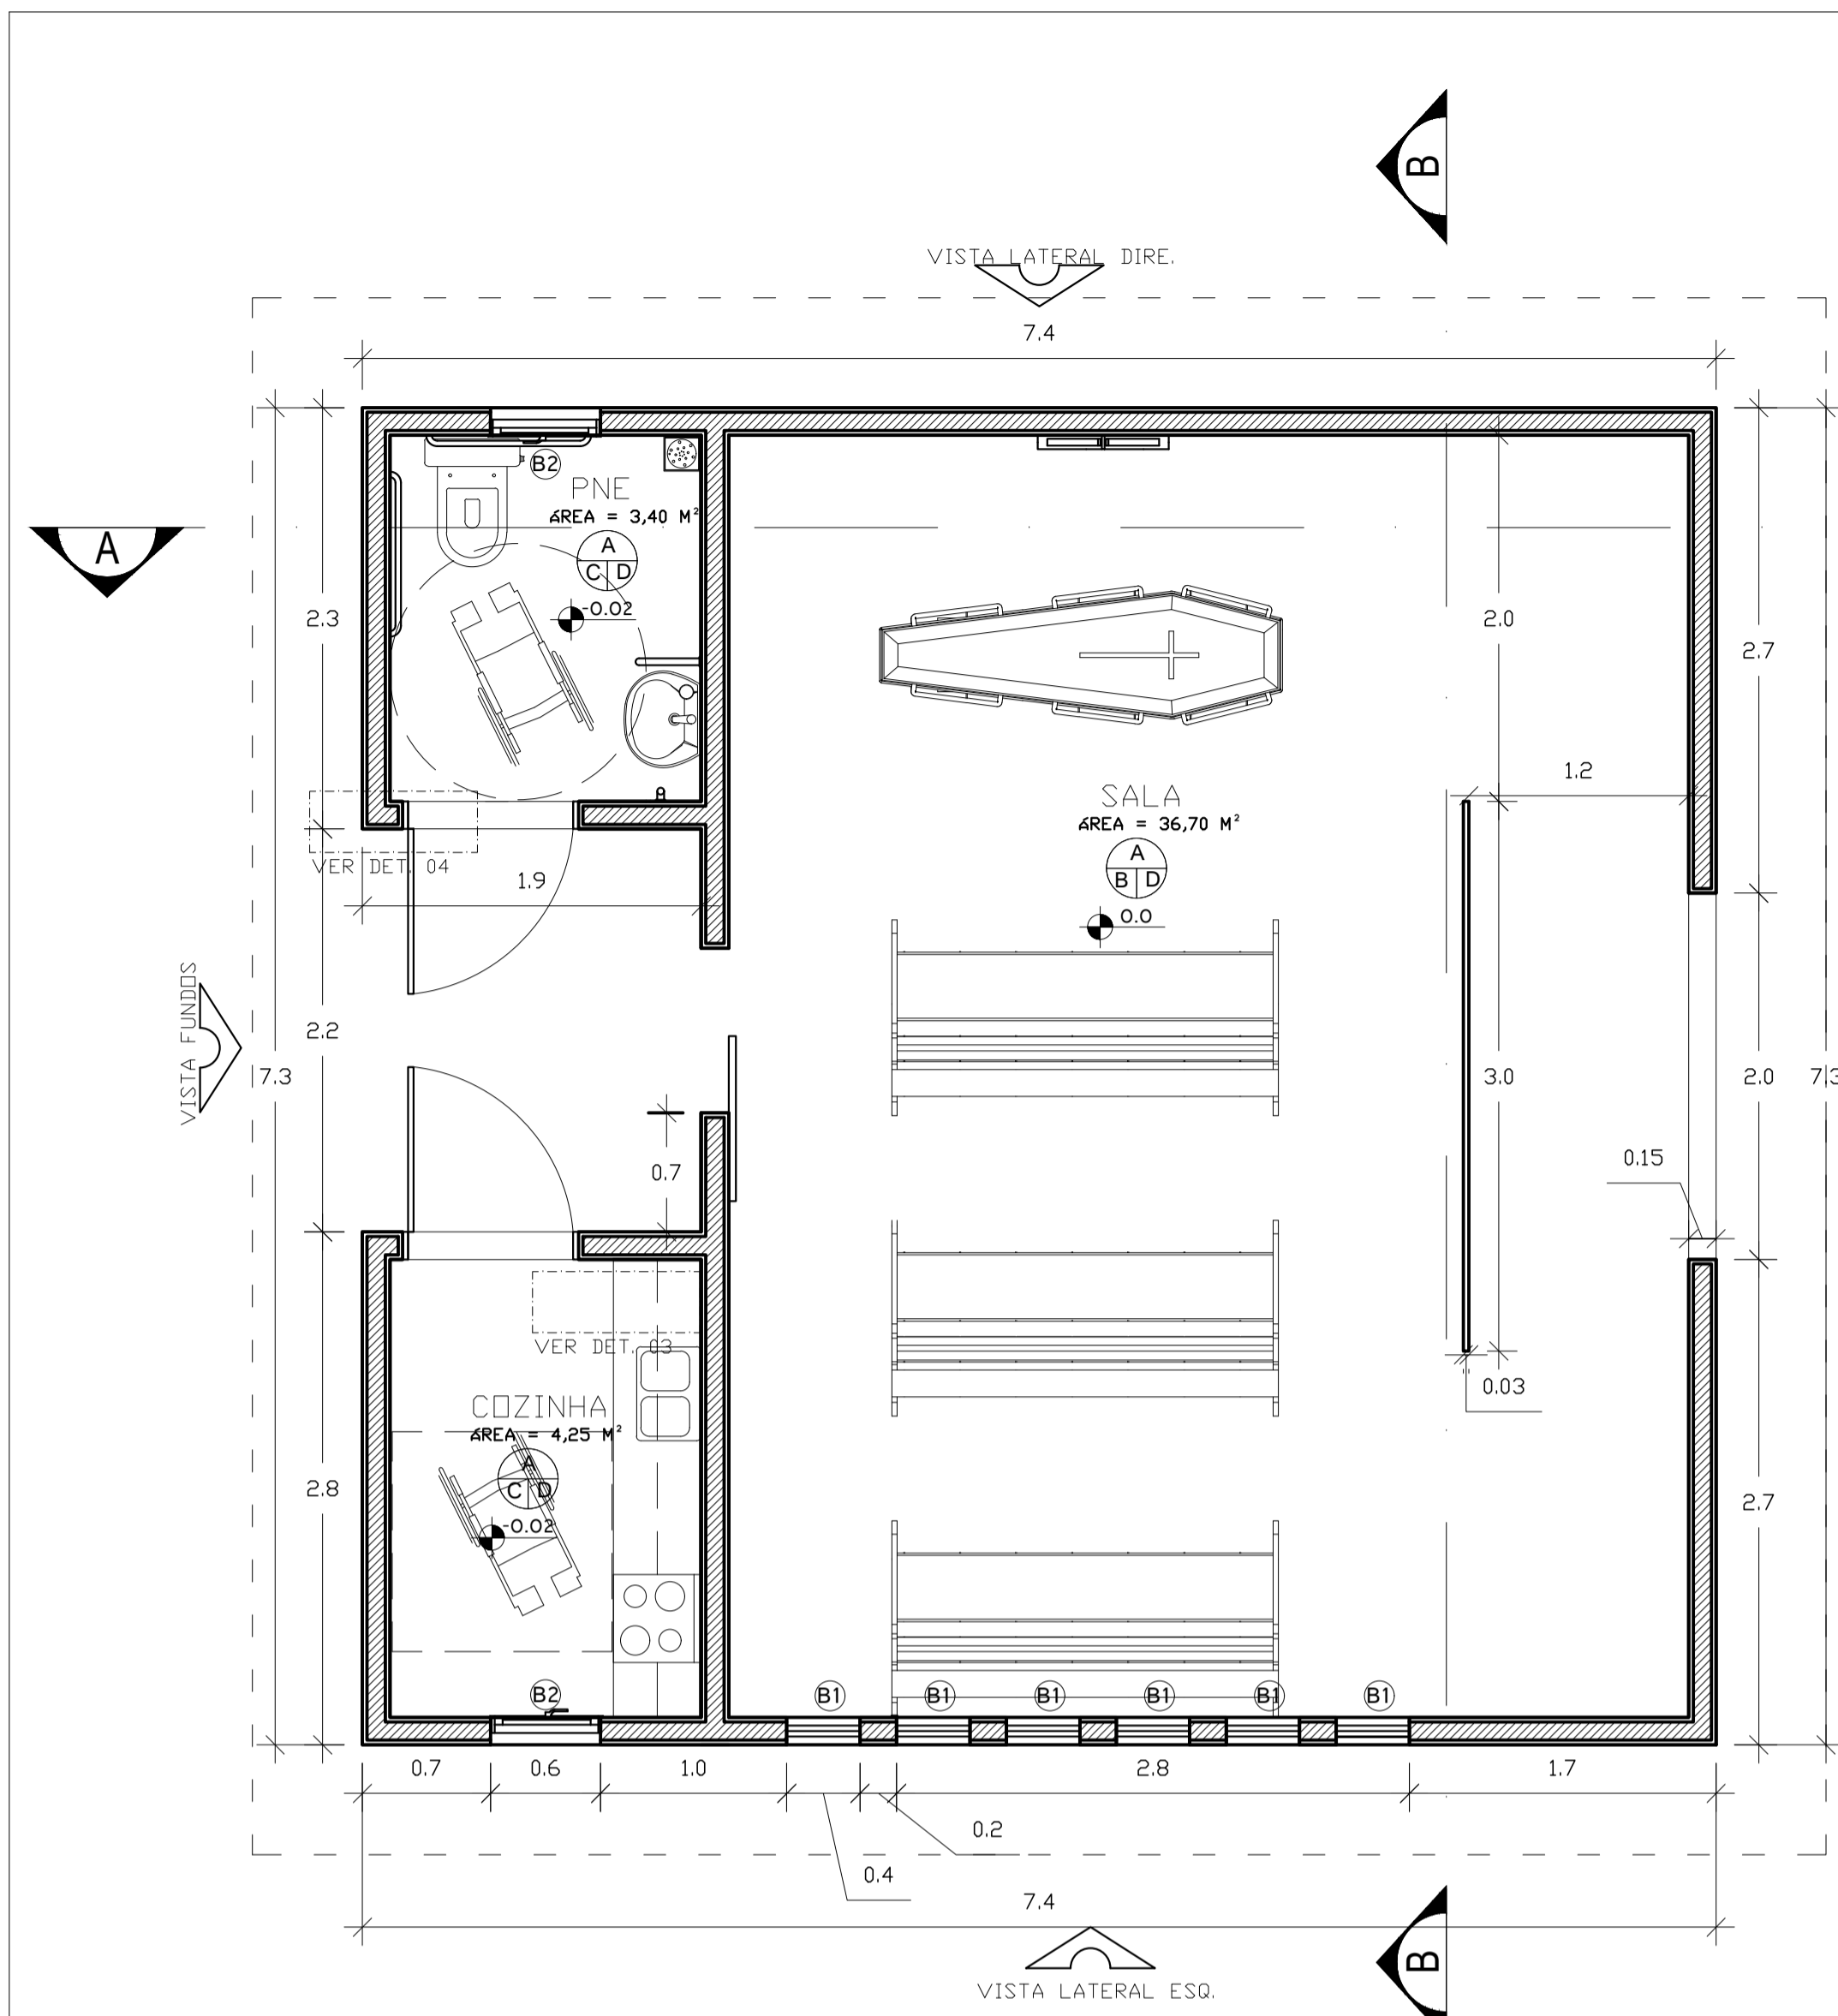 B
VISTA LATERAL DIRE.
7.4
B2
PNE
ÁREA = 3,40 M²
A
A
C D
-0.02
2.3
2.0
2.7
1.2
SALA
ÁREA = 36,70 M²
A
B D
0.0
VER DET. 04
1.9
VISTA FUNDOS
2.2
7.3
3.0
2.0
7.3
0.15
0.7
VER DET. 03
0.03
COZINHA
ÁREA = 4,25 M²
A
C D
-0.02
2.8
2.7
B2
B1
B1
B1
B1
B1
B1
0.7
0.6
1.0
2.8
1.7
0.2
0.4
7.4
B
VISTA LATERAL ESQ.